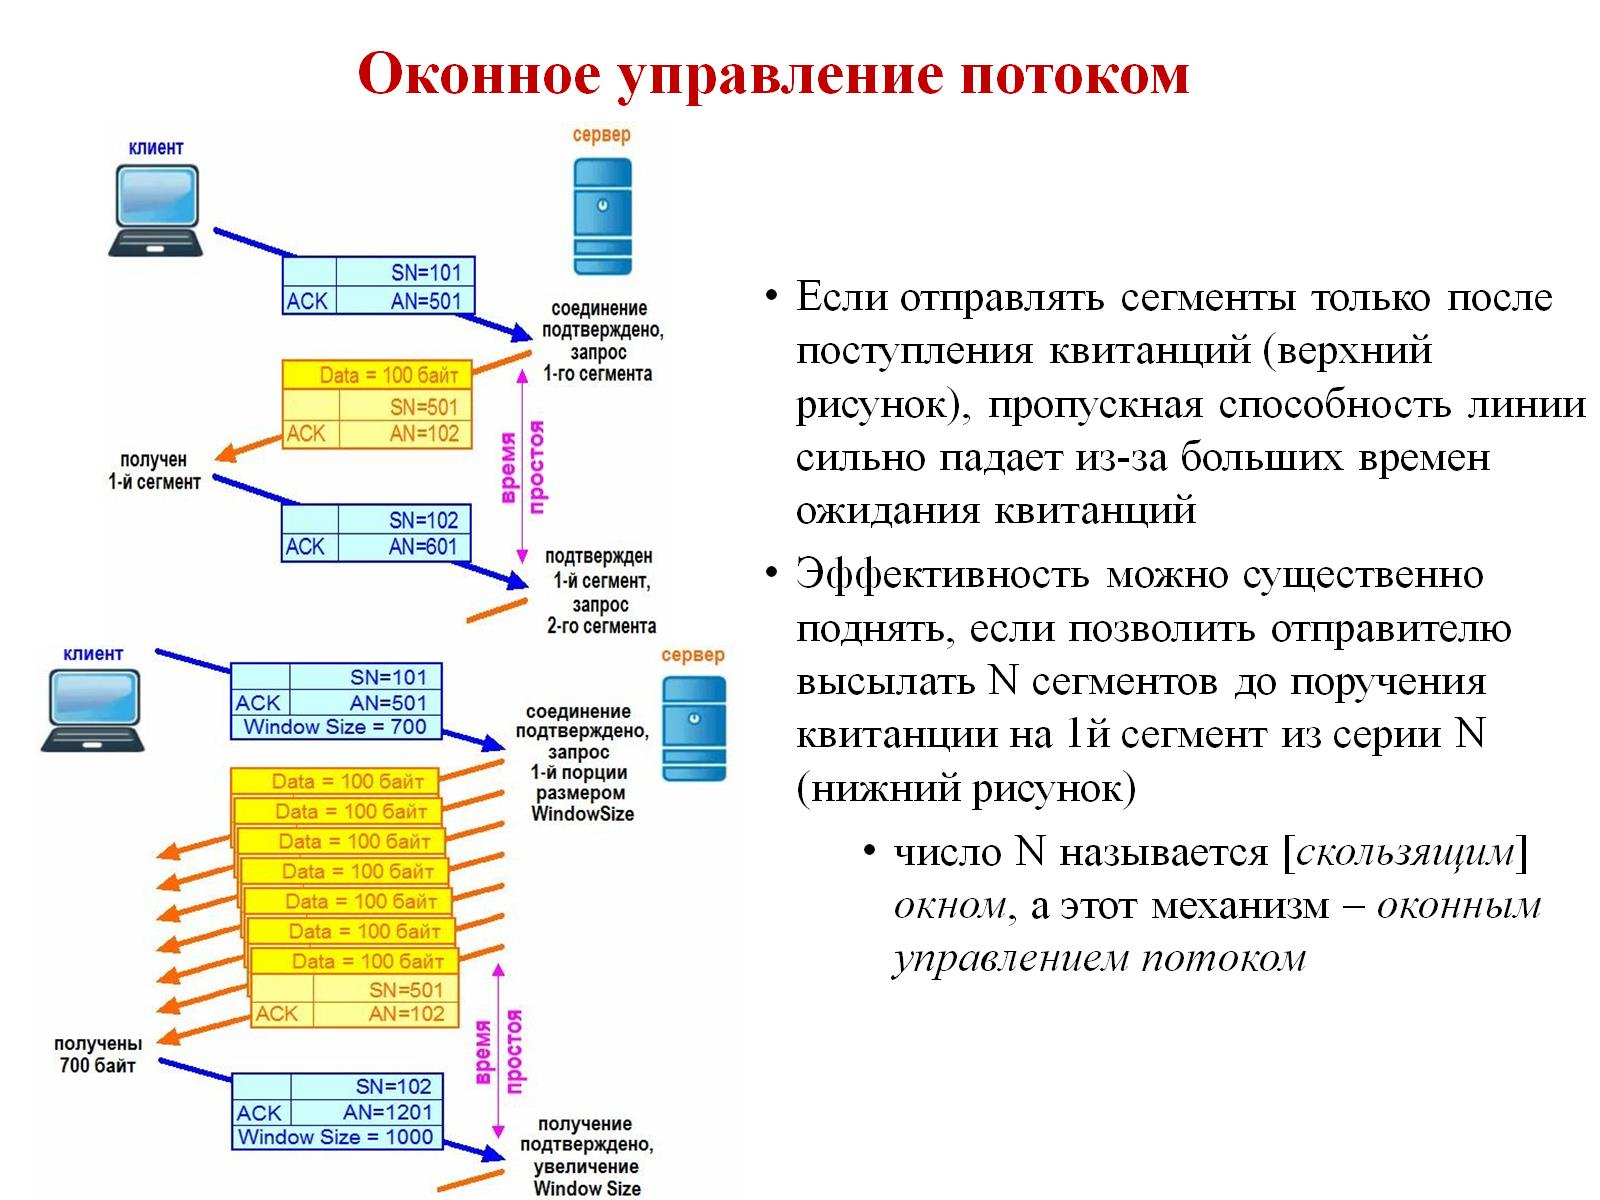 Оконное управление потоком
клиент
сервер
SN=101
ACK AN=501
соединение
подтверждено,
запрос
1-го сегмента
Data = 100 байт
SN=501
ACK AN=102
время
простоя
получен
1-й сегмент
SN=102
ACK AN=601
подтвержден
1-й сегмент,
запрос
2-го сегмента
клиент
сервер
SN=101
ACK AN=501
Window Size = 700
соединение
подтверждено,
запрос
1-й порции
размером
WindowSize
Data = 100 байт
Data = 100 байт
Data = 100 байт
Data = 100 байт
Data = 100 байт
Data = 100 байт
Data = 100 байт
SN=501
ACK AN=102
время
простоя
получены
700 байт
SN=102
ACK AN=1201
Window Size = 1000
получение
подтверждено,
увеличение
Window Size
• Если отправлять сегменты только после
поступления квитанций (верхний
рисунок), пропускная способность линии
сильно падает из-за больших времен
ожидания квитанций
• Эффективность можно существенно
поднять, если позволить отправителю
высылать N сегментов до поручения
квитанции на 1й сегмент из серии N
(нижний рисунок)
• число N называется [скользящим]
окном, а этот механизм – оконным
управлением потоком